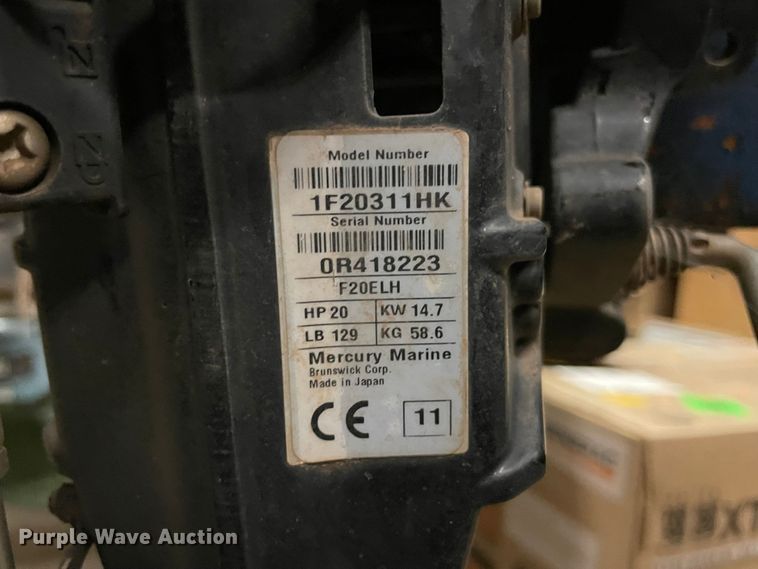 N
Model Number
1F20311HK
Serial Number
0R418223
F20ELH
HP 20 KW 14.7
LB 129 KG 58.6
Mercury Marine
Brunswick Corp.
Made in Japan
CE 11
Purple Wave Auction